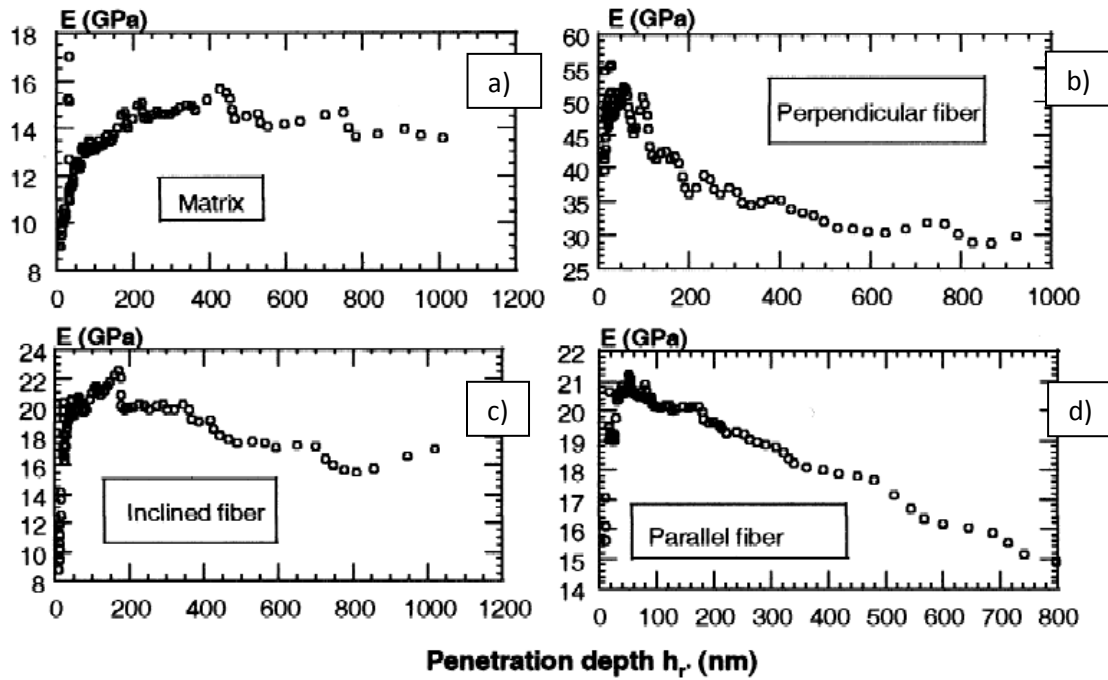 E (GPa)
18
16
14
12
10
8
0 200 400 600 800 1000 1200
a)
Matrix
E (GPa)
60
55
50
45
40
35
30
25
0 200 400 600 800 1000
b)
Perpendicular fiber
E (GPa)
24
22
20
18
16
14
12
10
8
0 200 400 600 800 1000 1200
c)
Inclined fiber
E (GPa)
22
21
20
19
18
17
16
15
14
0 100 200 300 400 500 600 700 800
d)
Parallel fiber
Penetration depth hr' (nm)